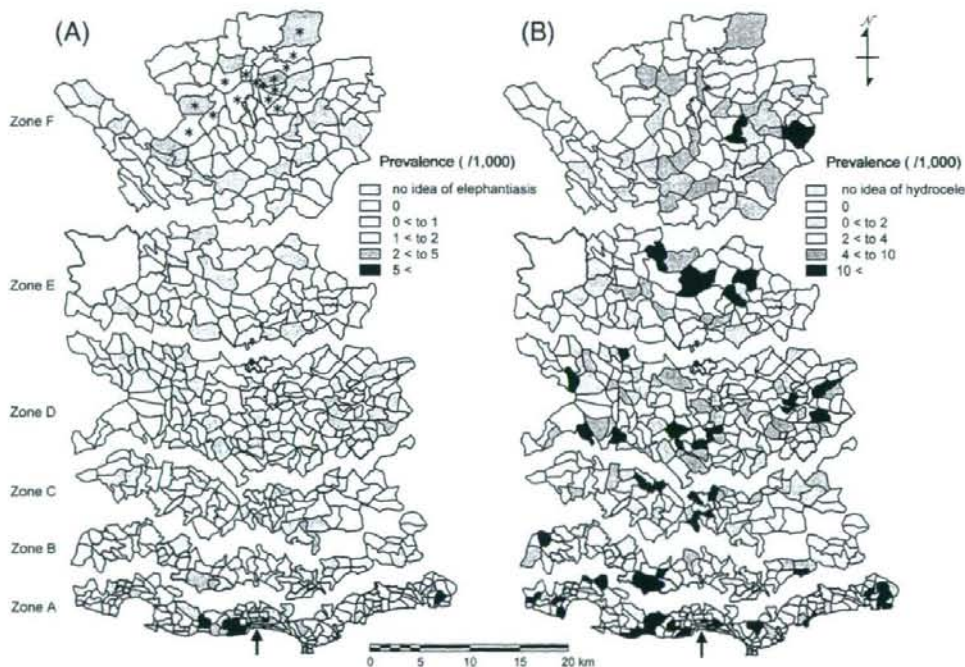 (A)
(B)
N
Zone F
Prevalence ( /1,000)
no idea of elephantiasis
0
0 < to 1
1 < to 2
2 < to 5
5 <
Prevalence ( /1,000)
no idea of hydrocele
0
0 < to 2
2 < to 4
4 < to 10
10 <
Zone E
Zone D
Zone C
Zone B
Zone A
0 5 10 15 20 km